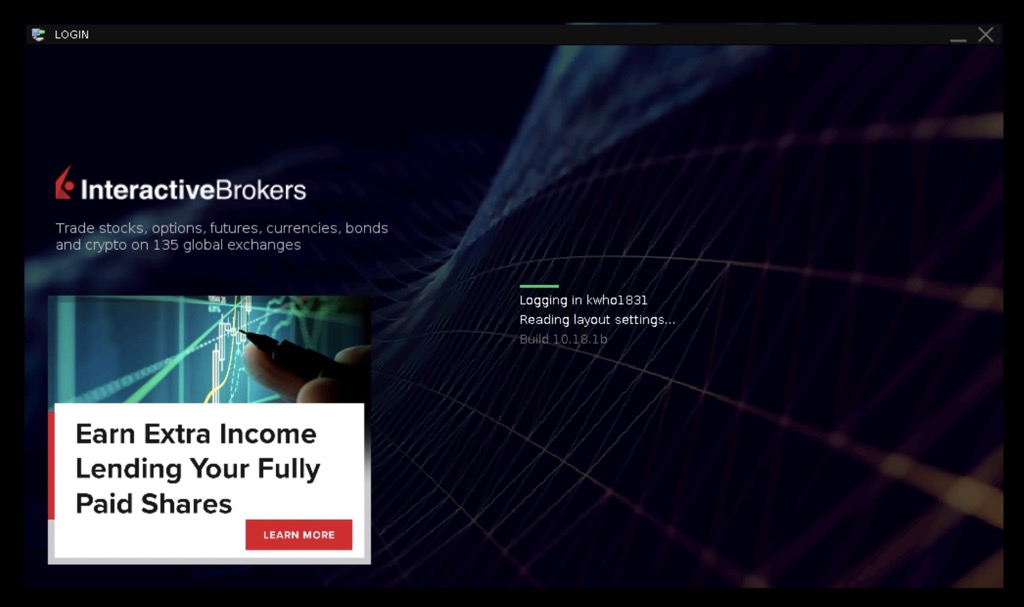 LOGIN
InteractiveBrokers
Trade stocks, options, futures, currencies, bonds
and crypto on 135 global exchanges
Logging in kwho1831
Reading layout settings...
Build 10.18.1b
Earn Extra Income
Lending Your Fully
Paid Shares
LEARN MORE